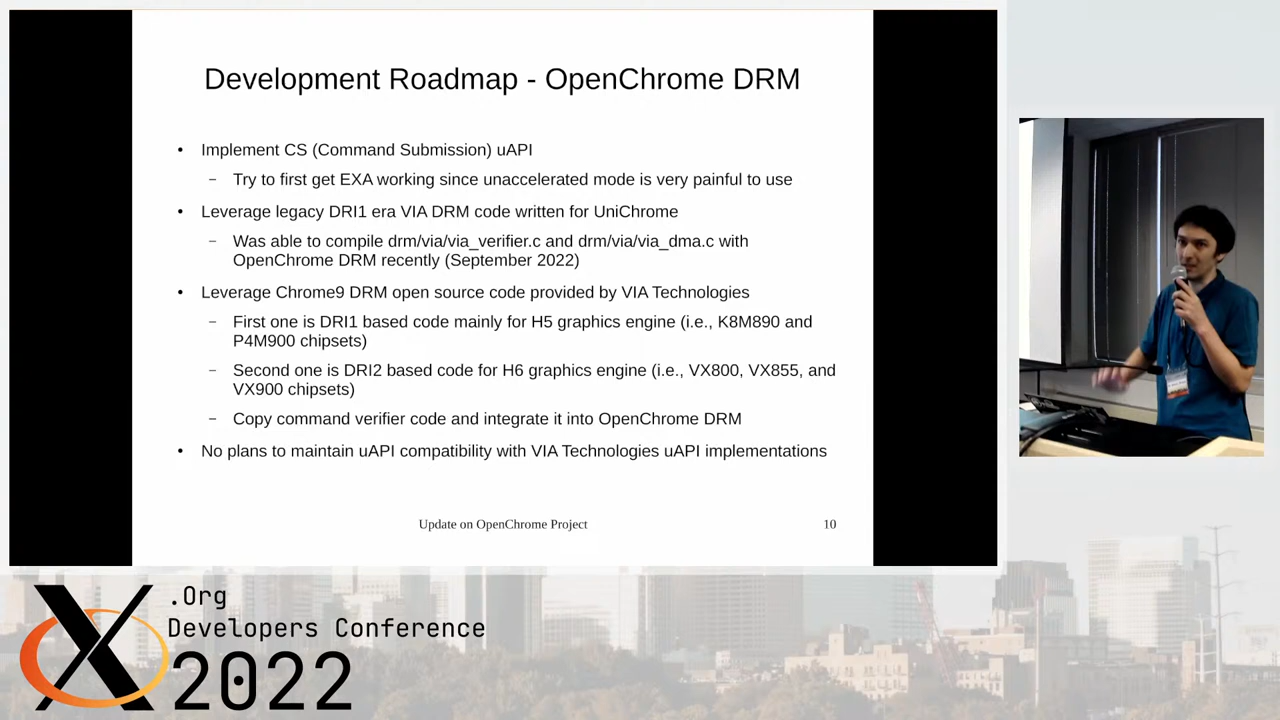 Development Roadmap - OpenChrome DRM
• Implement CS (Command Submission) uAPI
– Try to first get EXA working since unaccelerated mode is very painful to use
• Leverage legacy DRI1 era VIA DRM code written for UniChrome
– Was able to compile drm/via/via_verifier.c and drm/via/via_dma.c with
OpenChrome DRM recently (September 2022)
• Leverage Chrome9 DRM open source code provided by VIA Technologies
– First one is DRI1 based code mainly for H5 graphics engine (i.e., K8M890 and
P4M900 chipsets)
– Second one is DRI2 based code for H6 graphics engine (i.e., VX800, VX855, and
VX900 chipsets)
– Copy command verifier code and integrate it into OpenChrome DRM
• No plans to maintain uAPI compatibility with VIA Technologies uAPI implementations
Update on OpenChrome Project 10
X.Org
Developers Conference
2022